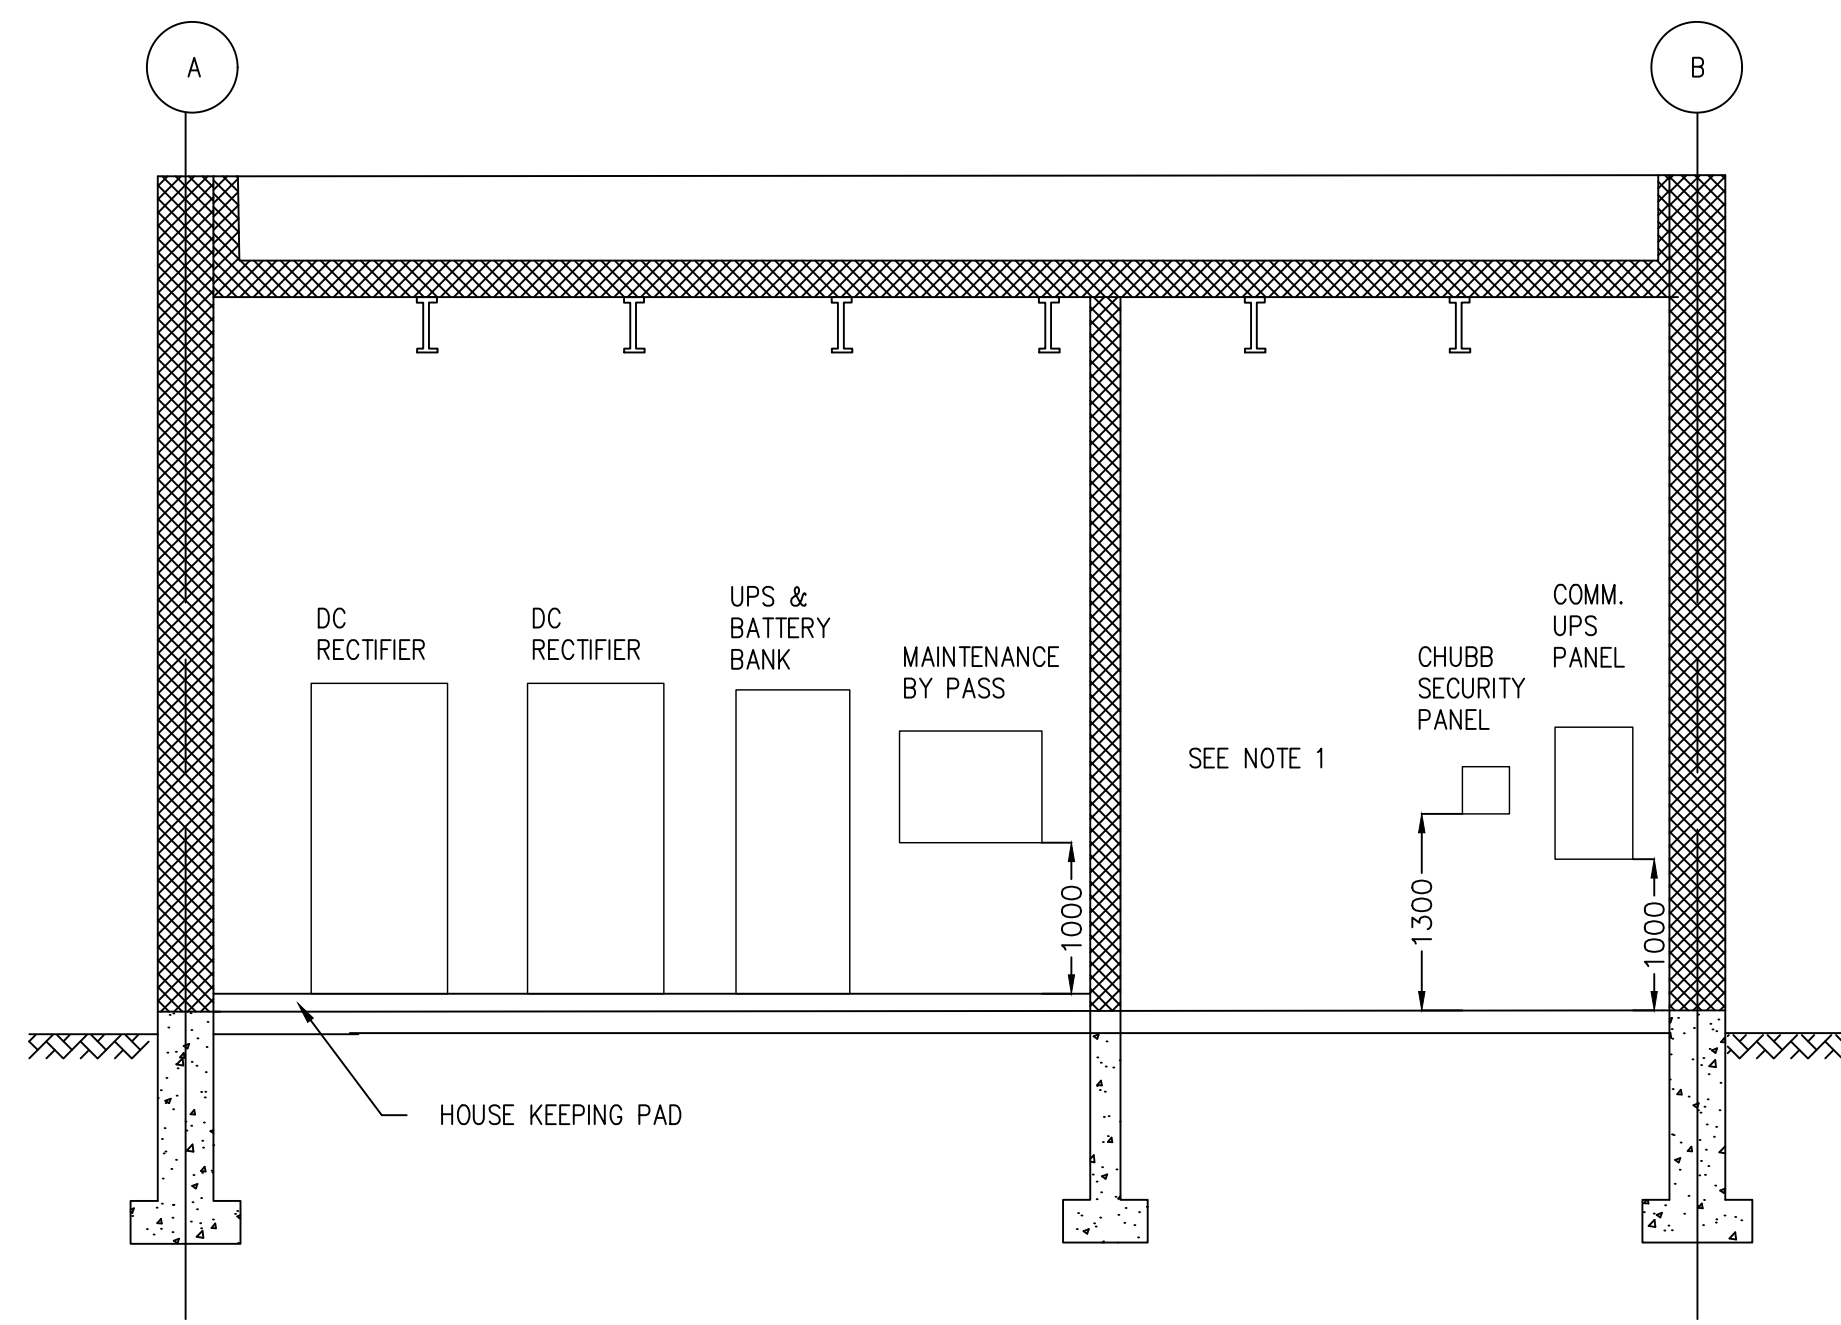 A
B
DC
RECTIFIER
DC
RECTIFIER
UPS &
BATTERY
BANK
MAINTENANCE
BY PASS
SEE NOTE 1
CHUBB
SECURITY
PANEL
COMM.
UPS
PANEL
1000
1300
1000
HOUSE KEEPING PAD